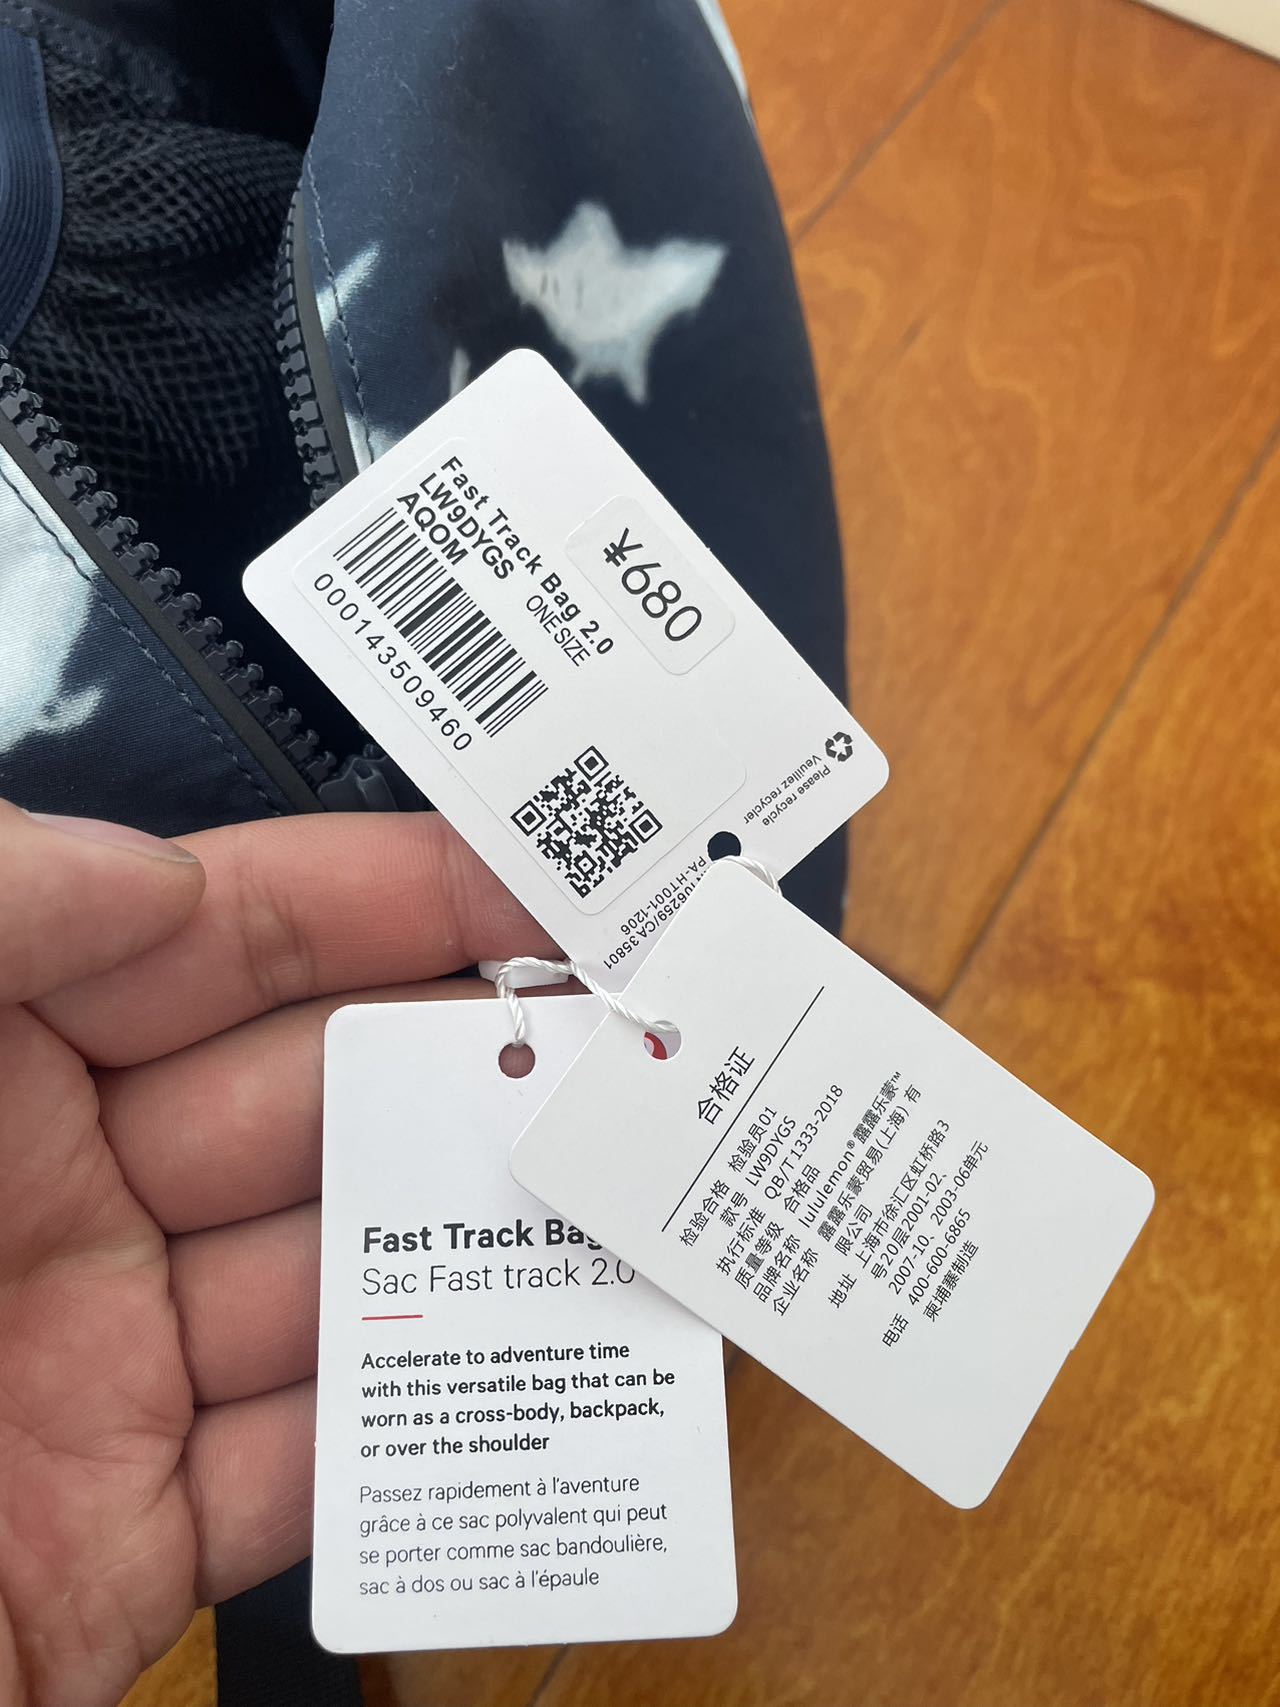 Fast Track Bag 2.0
LW9DYGS
AQOM
ONE SIZE
000143509460
¥680
Please recycle
Veuillez recycler
106259/CA 35801
PA-HT001-1206
合格证
检验合格 检验员01
款号 LW9DYGS
执行标准 QB/T1333-2018
质量等级 合格品
品牌名称 lululemon® 露露乐蒙™
企业名称 露露乐蒙贸易(上海) 有
限公司
地址 上海市徐汇区虹桥路3
号20层2001-02、
2007-10、2003-06单元
电话 400-600-6865
柬埔寨制造
Fast Track Bag
Sac Fast track 2.0
Accelerate to adventure time
with this versatile bag that can be
worn as a cross-body, backpack,
or over the shoulder
Passez rapidement à l'aventure
grâce à ce sac polyvalent qui peut
se porter comme sac bandoulière,
sac à dos ou sac à l'épaule